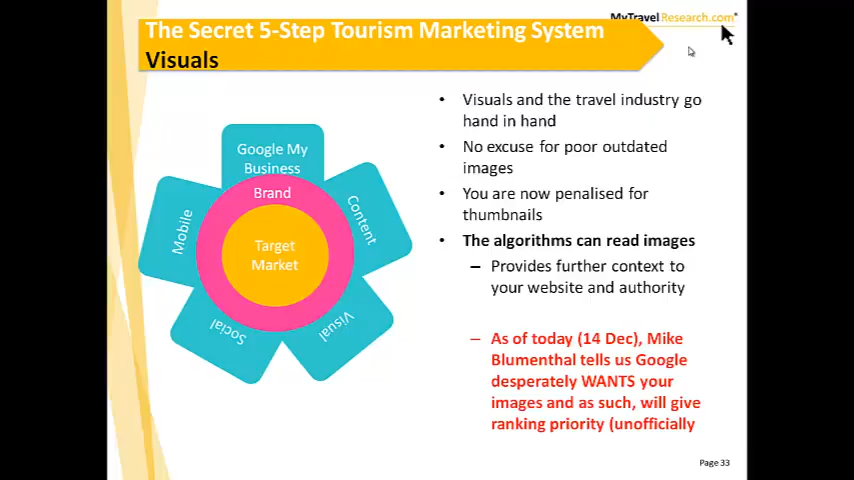 MyTravelResearch.com
The Secret 5-Step Tourism Marketing System
Visuals
Google My
Business
Brand
Target
Market
Content
Visual
Social
Mobile
• Visuals and the travel industry go
hand in hand
• No excuse for poor outdated
images
• You are now penalised for
thumbnails
• The algorithms can read images
– Provides further context to
your website and authority
– As of today (14 Dec), Mike
Blumenthal tells us Google
desperately WANTS your
images and as such, will give
ranking priority (unofficially
Page 33